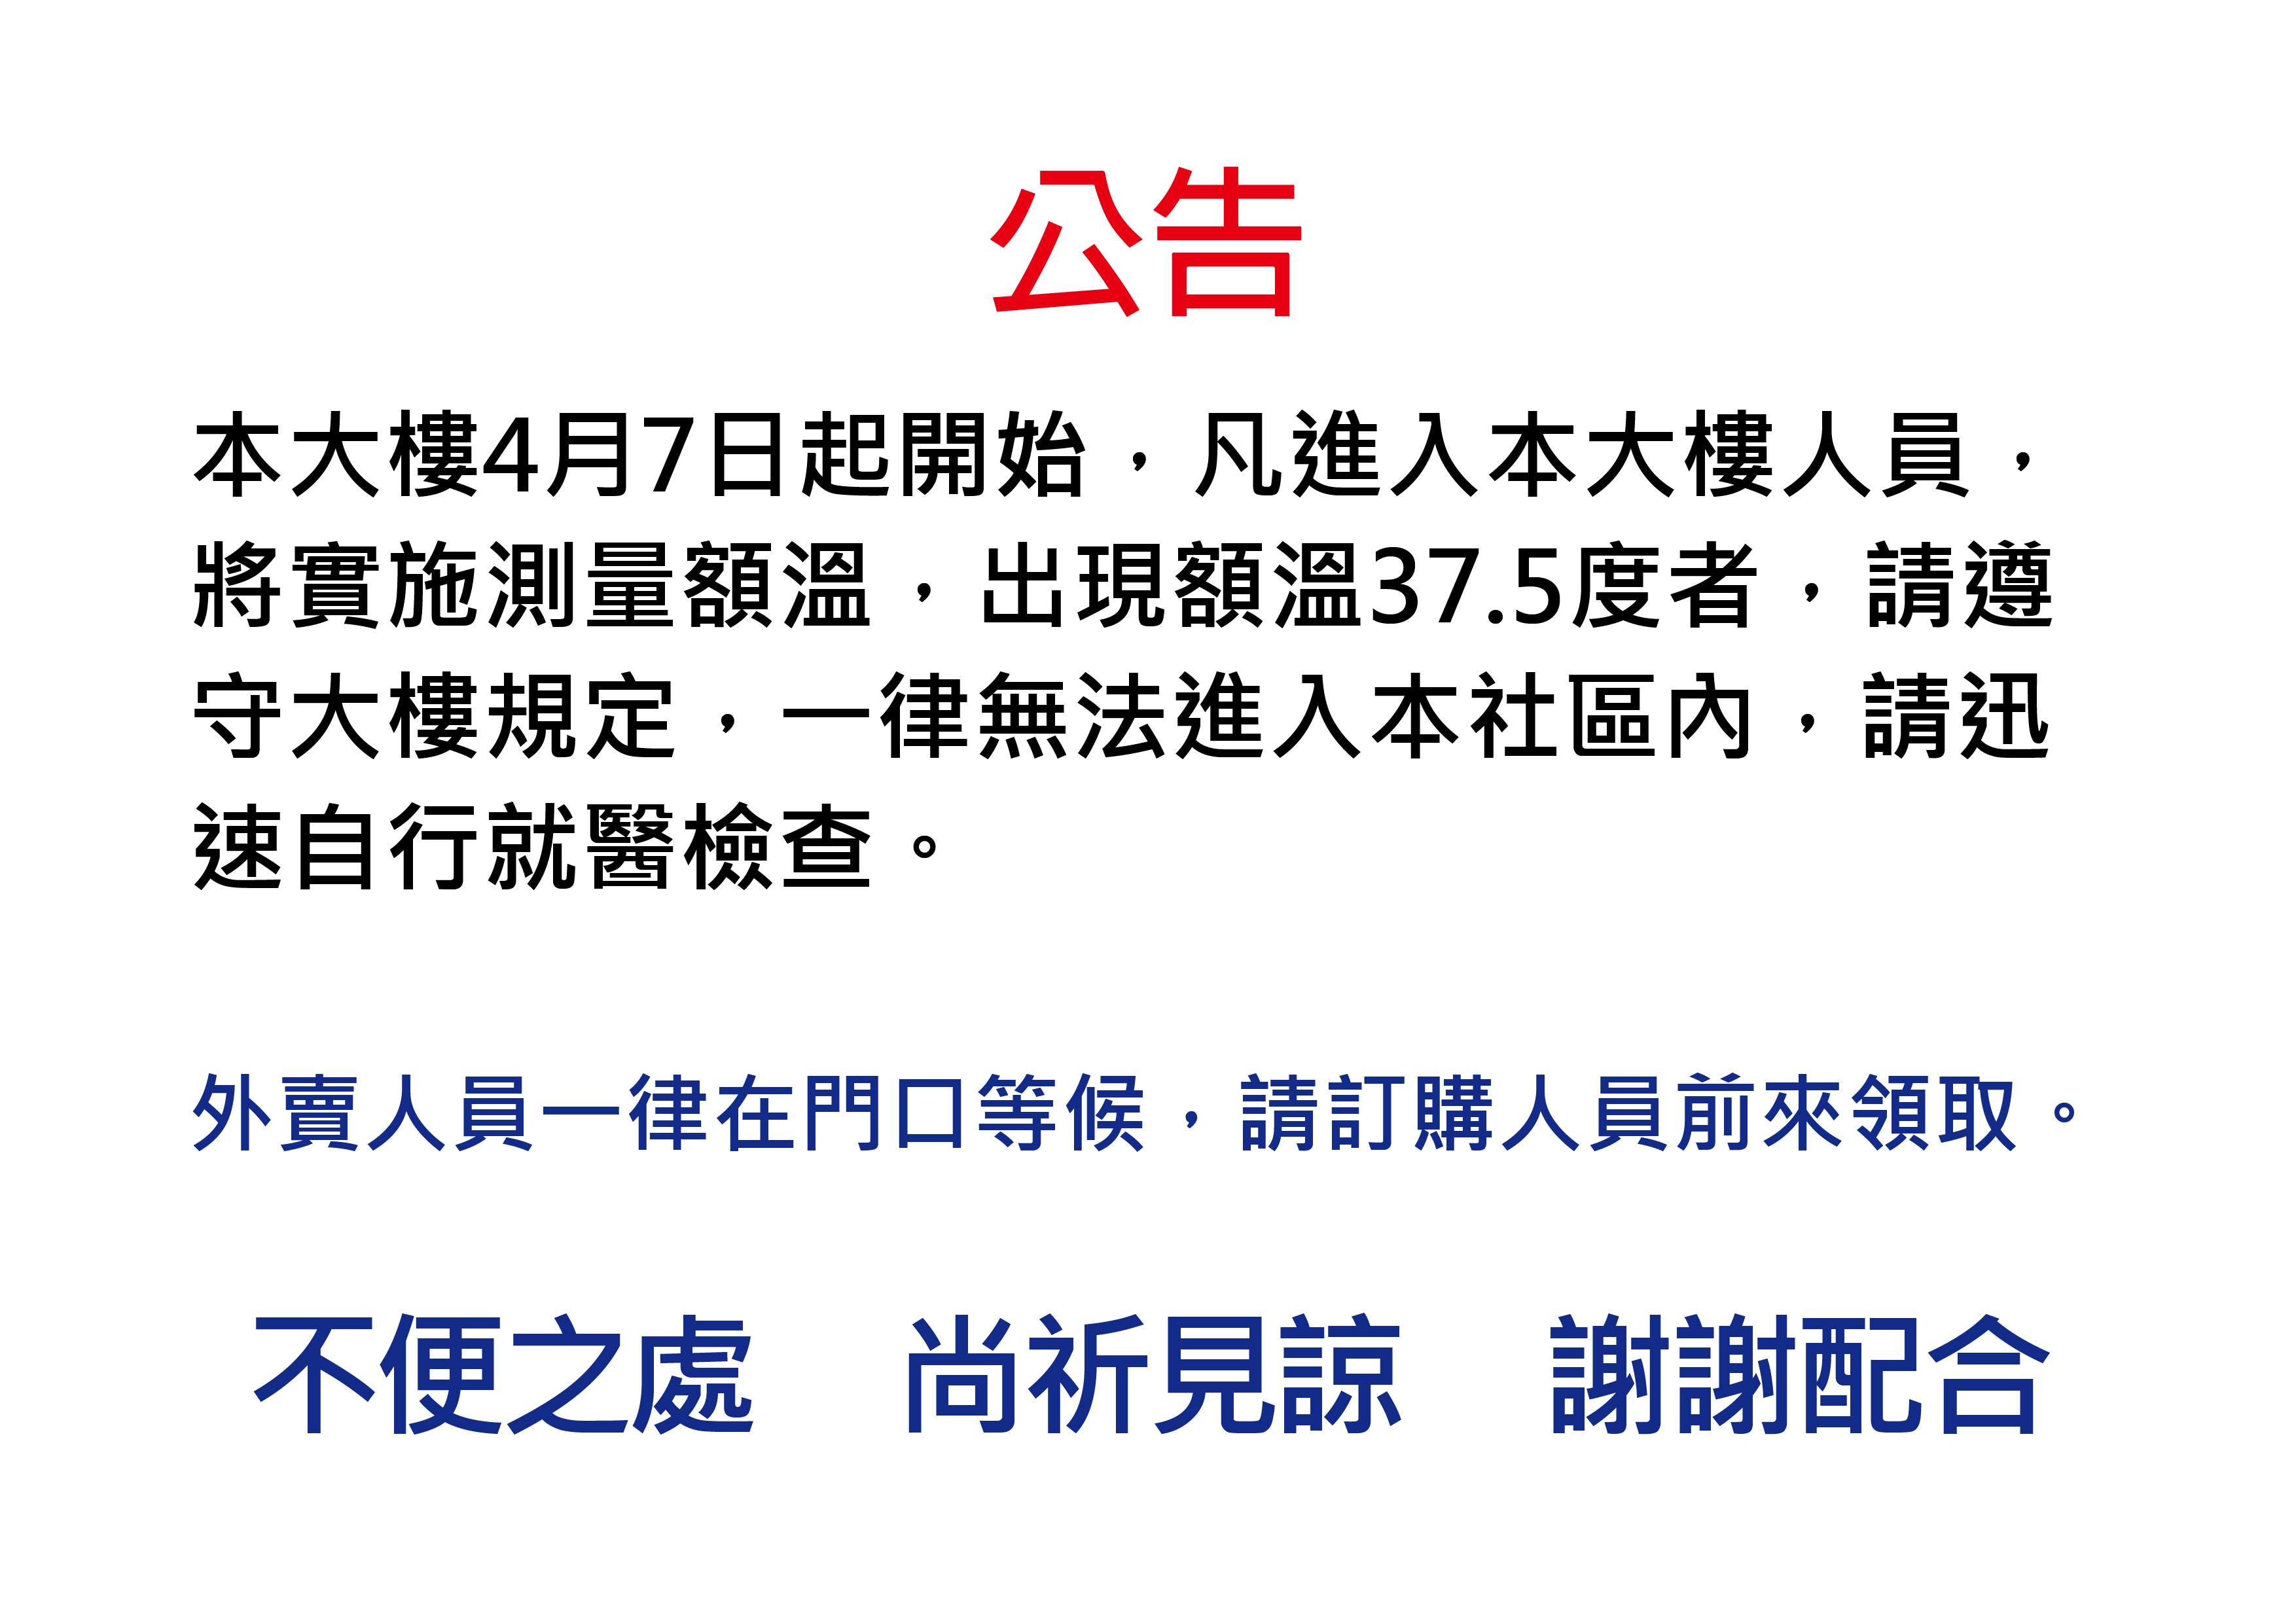 公告
本大樓4月7日起開始，凡進入本大樓人員，
將實施測量額溫，出現額溫37.5度者，請遵
守大樓規定，一律無法進入本社區內，請迅
速自行就醫檢查。
外賣人員一律在門口等候，請訂購人員前來領取。
不便之處　尚祈見諒　謝謝配合